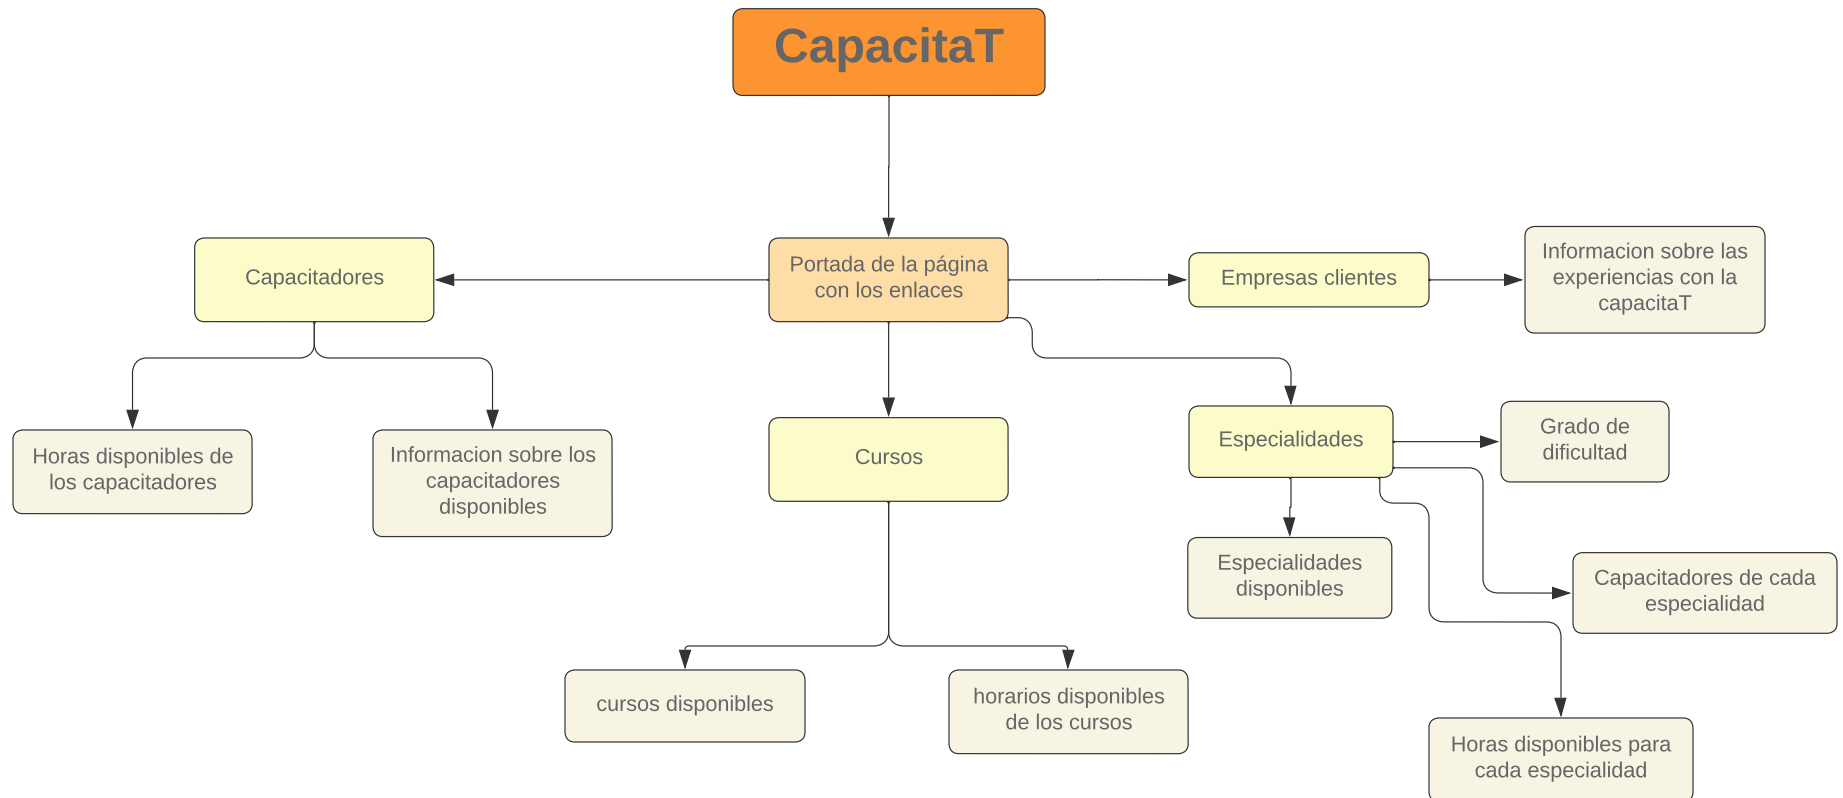 CapacitaT
Capacitadores
Portada de la página
con los enlaces
Empresas clientes
Informacion sobre las
experiencias con la
capacitaT
Horas disponibles de
los capacitadores
Informacion sobre los
capacitadores
disponibles
Cursos
Especialidades
Grado de
dificultad
Especialidades
disponibles
Capacitadores de cada
especialidad
cursos disponibles
horarios disponibles
de los cursos
Horas disponibles para
cada especialidad